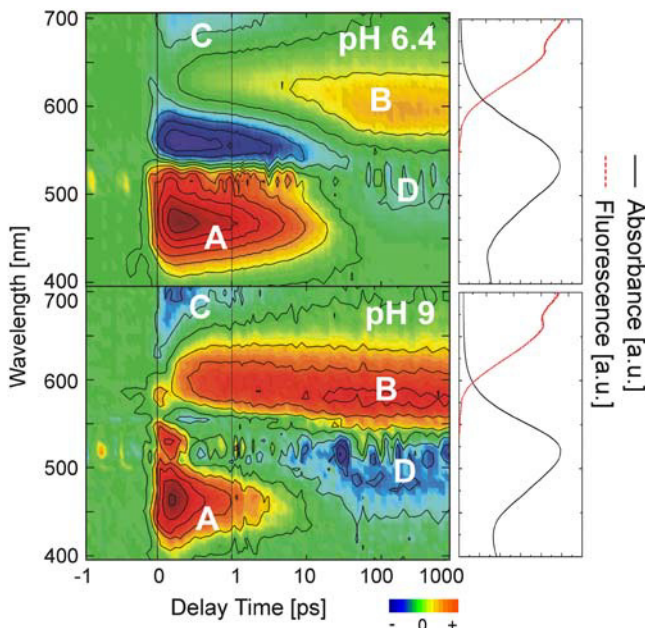 700
600
500
400
C
pH 6.4
B
D
A
700
600
500
400
C
pH 9
B
D
A
Wavelength [nm]
-1
0
1
10
100
1000
Delay Time [ps]
- 0 +
Absorbance [a.u.]
Fluorescence [a.u.]